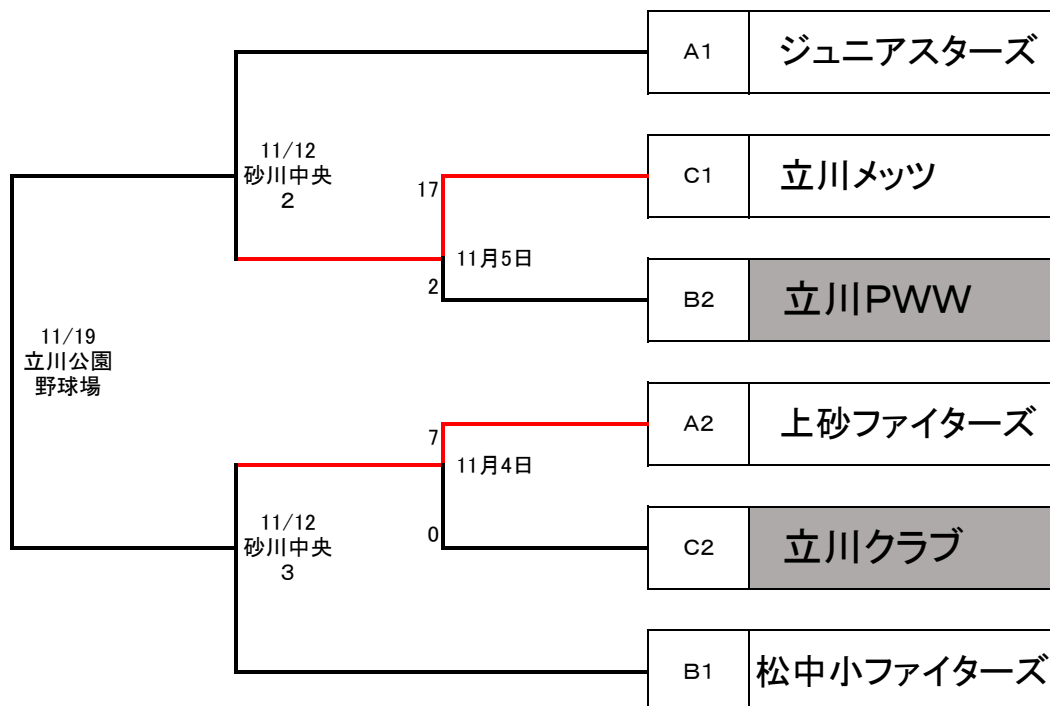 A1 ジュニアスターズ
11/12
砂川中央
2
17
C1 立川メッツ
11月5日
2
B2 立川PWW
11/19
立川公園
野球場
7
A2 上砂ファイターズ
11月4日
0
C2 立川クラブ
11/12
砂川中央
3
B1 松中小ファイターズ